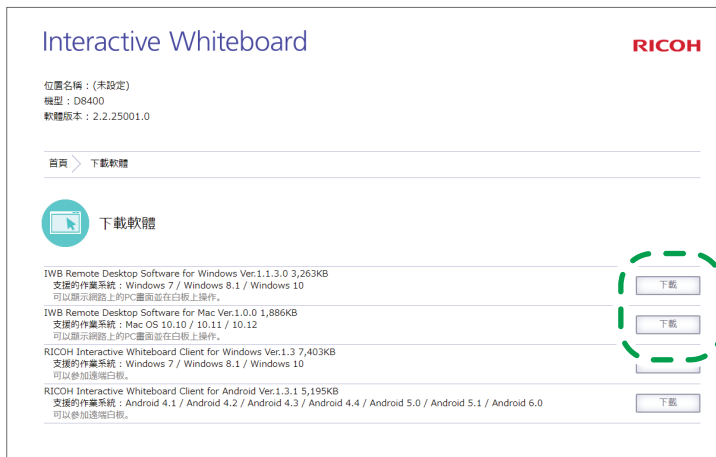 Interactive Whiteboard
RICOH
位置名稱：(未設定)
機型：D8400
軟體版本：2.2.25001.0
首頁 下載軟體
下載軟體
IWB Remote Desktop Software for Windows Ver.1.1.3.0 3,263KB
支援的作業系統：Windows 7 / Windows 8.1 / Windows 10
可以顯示網路上的PC畫面並在白板上操作。
下載
IWB Remote Desktop Software for Mac Ver.1.0.0 1,886KB
支援的作業系統：Mac OS 10.10 / 10.11 / 10.12
可以顯示網路上的PC畫面並在白板上操作。
下載
RICOH Interactive Whiteboard Client for Windows Ver.1.3 7,403KB
支援的作業系統：Windows 7 / Windows 8.1 / Windows 10
可以參加遠端白板。
RICOH Interactive Whiteboard Client for Android Ver.1.3.1 5,195KB
支援的作業系統：Android 4.1 / Android 4.2 / Android 4.3 / Android 4.4 / Android 5.0 / Android 5.1 / Android 6.0
可以參加遠端白板。
下載